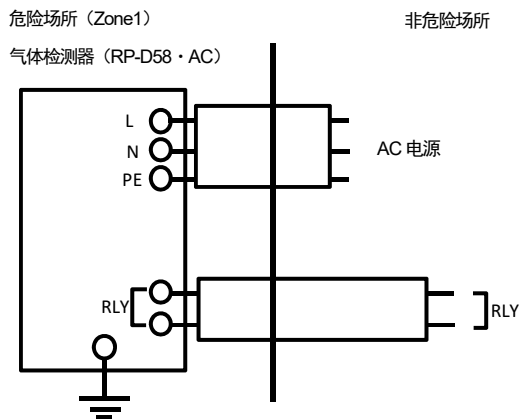 危险场所（Zone1）
非危险场所
气体检测器（RP-D58・AC）
L
N
AC 电源
PE
RLY
RLY